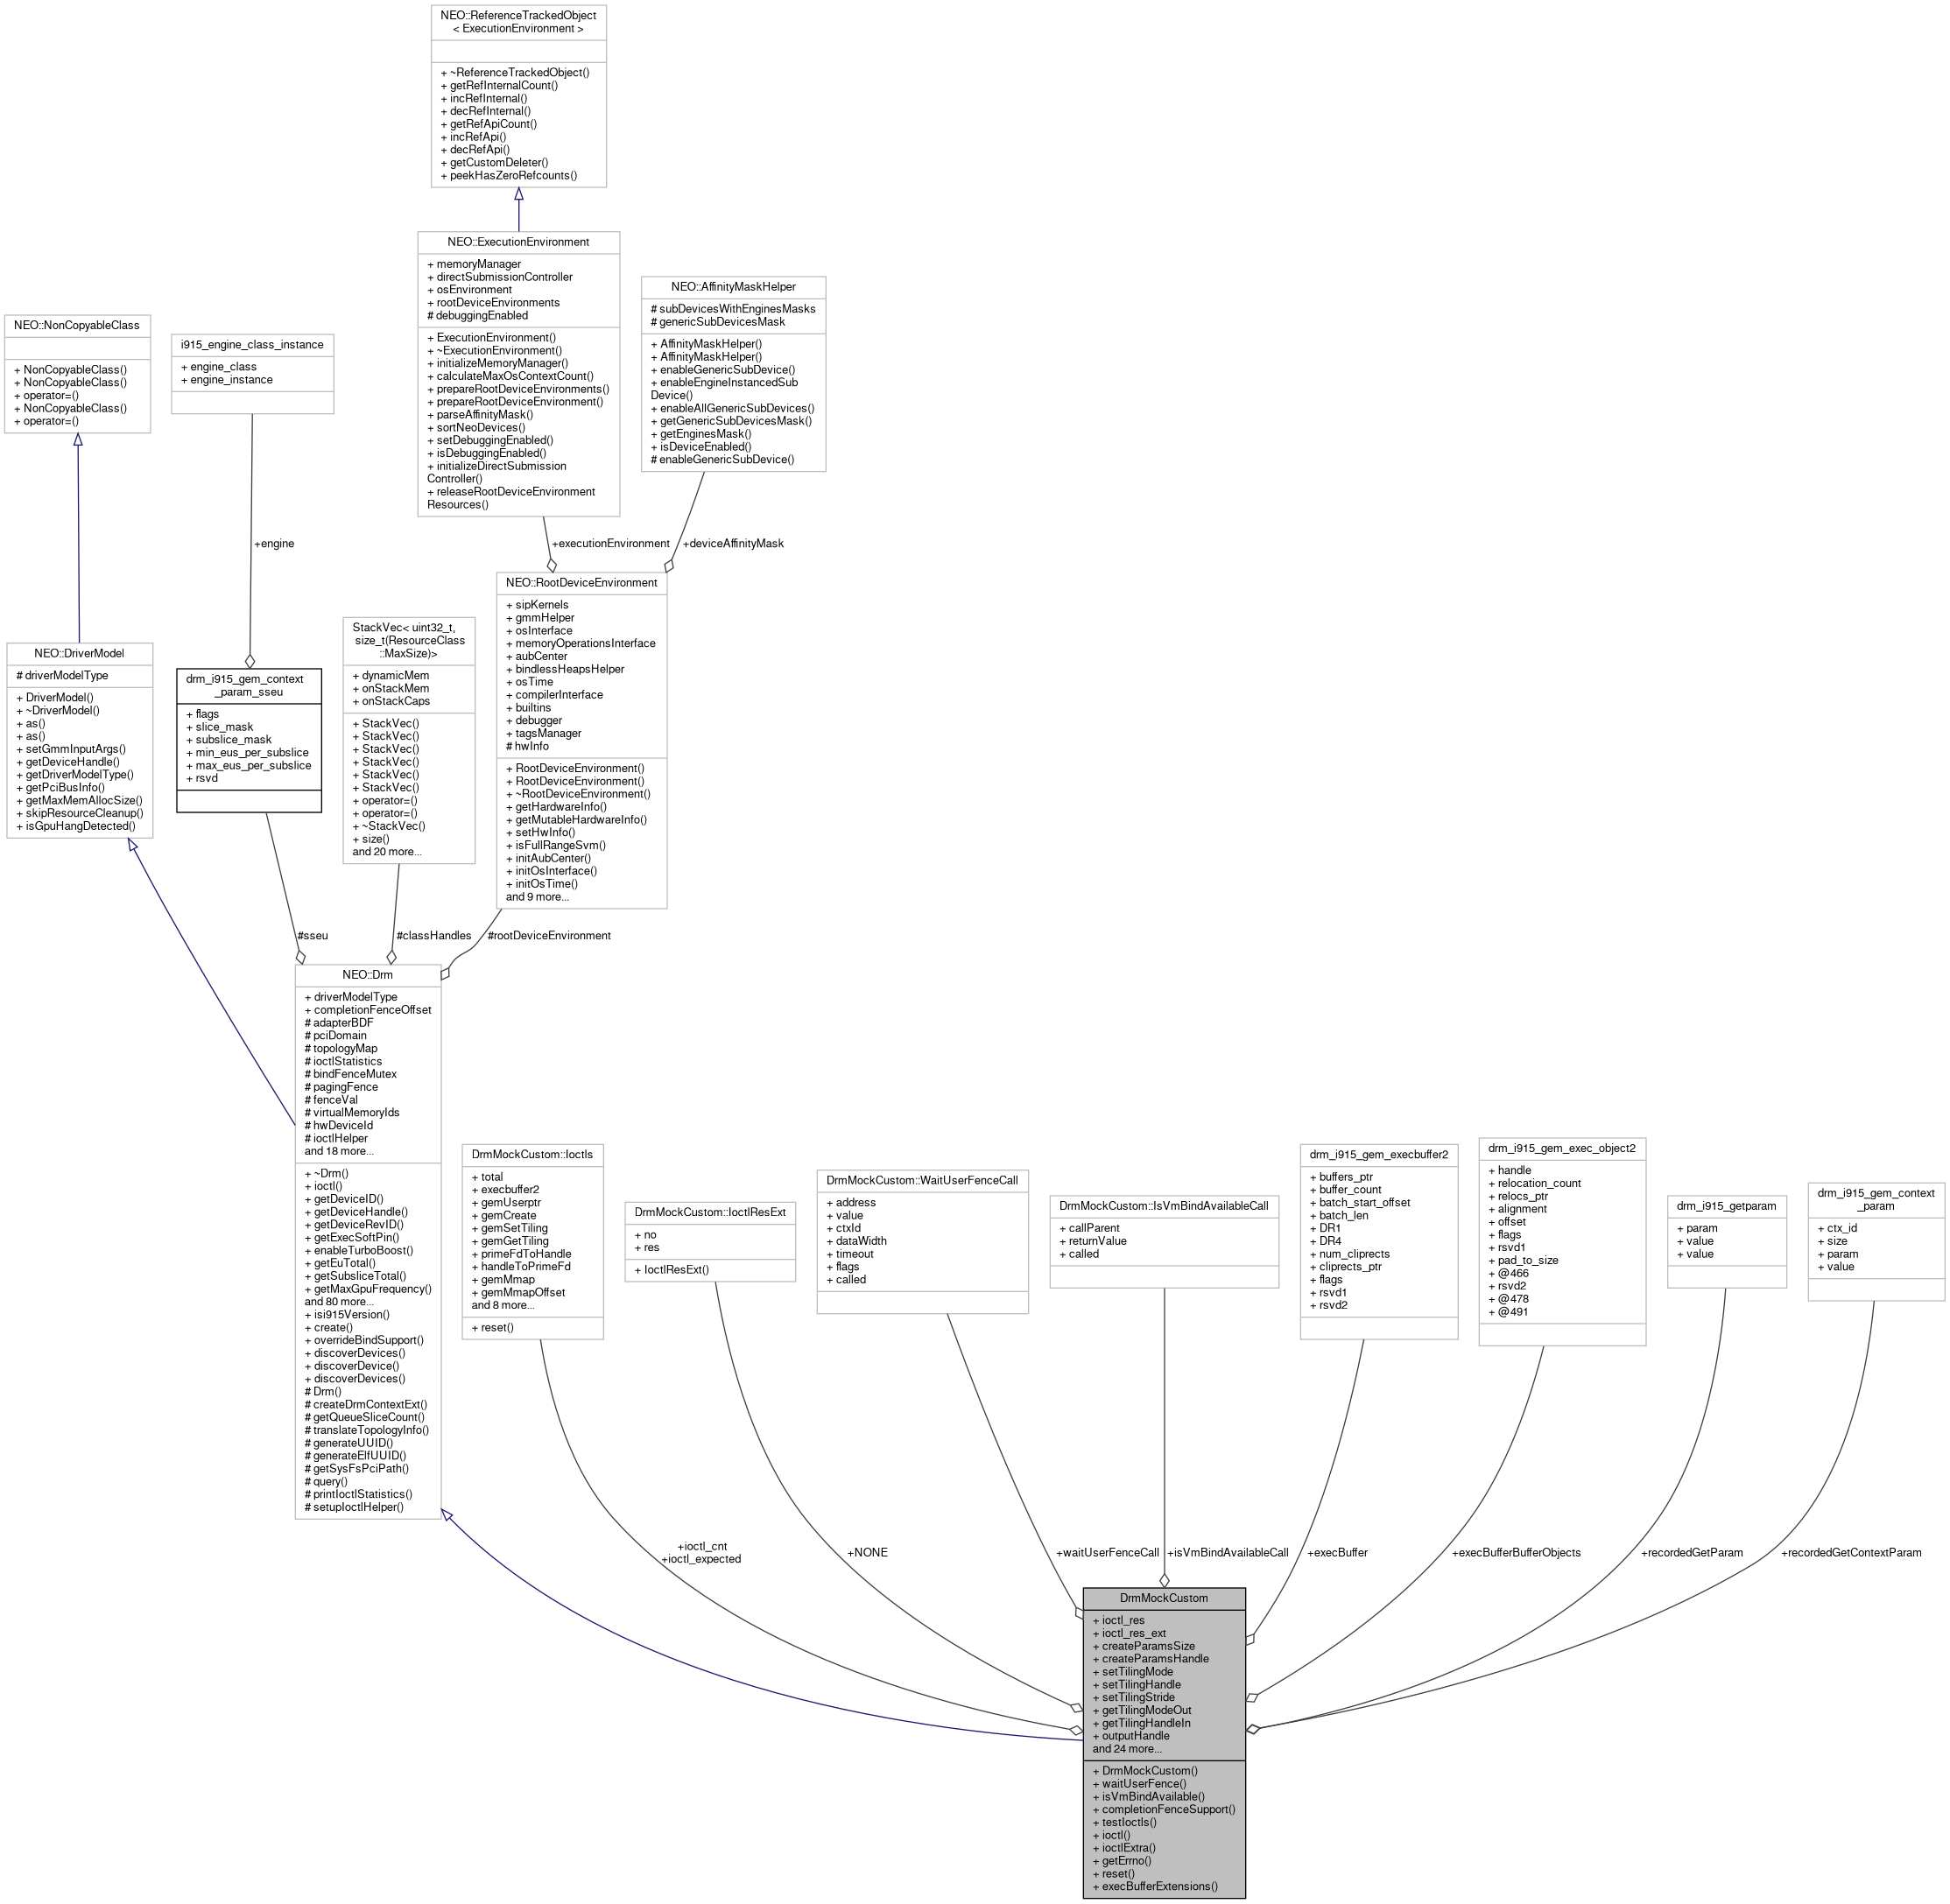 NEO::ReferenceTrackedObject
< ExecutionEnvironment >
+ ~ReferenceTrackedObject()
+ getRefInternalCount()
+ incRefInternal()
+ decRefInternal()
+ getRefApiCount()
+ incRefApi()
+ decRefApi()
+ getCustomDeleter()
+ peekHasZeroRefcounts()
NEO::ExecutionEnvironment
+ memoryManager
+ directSubmissionController
+ osEnvironment
+ rootDeviceEnvironments
# debuggingEnabled
+ ExecutionEnvironment()
+ ~ExecutionEnvironment()
+ initializeMemoryManager()
+ calculateMaxOsContextCount()
+ prepareRootDeviceEnvironments()
+ prepareRootDeviceEnvironment()
+ parseAffinityMask()
+ sortNeoDevices()
+ setDebuggingEnabled()
+ isDebuggingEnabled()
+ initializeDirectSubmission
Controller()
+ releaseRootDeviceEnvironment
Resources()
NEO::AffinityMaskHelper
# subDevicesWithEnginesMasks
# genericSubDevicesMask
+ AffinityMaskHelper()
+ AffinityMaskHelper()
+ enableGenericSubDevice()
+ enableEngineInstancedSub
Device()
+ enableAllGenericSubDevices()
+ getGenericSubDevicesMask()
+ getEnginesMask()
+ isDeviceEnabled()
# enableGenericSubDevice()
NEO::NonCopyableClass
+ NonCopyableClass()
+ NonCopyableClass()
+ operator=()
+ NonCopyableClass()
+ operator=()
i915_engine_class_instance
+ engine_class
+ engine_instance
+engine
+executionEnvironment
+deviceAffinityMask
NEO::DriverModel
# driverModelType
+ DriverModel()
+ ~DriverModel()
+ as()
+ as()
+ setGmmInputArgs()
+ getDeviceHandle()
+ getDriverModelType()
+ getPciBusInfo()
+ getMaxMemAllocSize()
+ skipResourceCleanup()
+ isGpuHangDetected()
drm_i915_gem_context
_param_sseu
+ flags
+ slice_mask
+ subslice_mask
+ min_eus_per_subslice
+ max_eus_per_subslice
+ rsvd
StackVec< uint32_t,
size_t(ResourceClass
::MaxSize)>
+ dynamicMem
+ onStackMem
+ onStackCaps
+ StackVec()
+ StackVec()
+ StackVec()
+ StackVec()
+ StackVec()
+ StackVec()
+ operator=()
+ operator=()
+ ~StackVec()
+ size()
and 20 more...
NEO::RootDeviceEnvironment
+ sipKernels
+ gmmHelper
+ osInterface
+ memoryOperationsInterface
+ aubCenter
+ bindlessHeapsHelper
+ osTime
+ compilerInterface
+ builtins
+ debugger
+ tagsManager
# hwInfo
+ RootDeviceEnvironment()
+ RootDeviceEnvironment()
+ ~RootDeviceEnvironment()
+ getHardwareInfo()
+ getMutableHardwareInfo()
+ setHwInfo()
+ isFullRangeSvm()
+ initAubCenter()
+ initOsInterface()
+ initOsTime()
and 9 more...
#sseu
#classHandles
#rootDeviceEnvironment
NEO::Drm
+ driverModelType
+ completionFenceOffset
# adapterBDF
# pciDomain
# topologyMap
# ioctlStatistics
# bindFenceMutex
# pagingFence
# fenceVal
# virtualMemoryIds
# hwDeviceId
# ioctlHelper
and 18 more...
+ ~Drm()
+ ioctl()
+ getDeviceID()
+ getDeviceHandle()
+ getDeviceRevID()
+ getExecSoftPin()
+ enableTurboBoost()
+ getEuTotal()
+ getSubsliceTotal()
+ getMaxGpuFrequency()
and 80 more...
+ isi915Version()
+ create()
+ overrideBindSupport()
+ discoverDevices()
+ discoverDevice()
+ discoverDevices()
# Drm()
# createDrmContextExt()
# getQueueSliceCount()
# translateTopologyInfo()
# generateUUID()
# generateElfUUID()
# getSysFsPciPath()
# query()
# printIoctlStatistics()
# setupIoctlHelper()
DrmMockCustom::Ioctls
+ total
+ execbuffer2
+ gemUserptr
+ gemCreate
+ gemSetTiling
+ gemGetTiling
+ primeFdToHandle
+ handleToPrimeFd
+ gemMmap
+ gemMmapOffset
and 8 more...
+ reset()
DrmMockCustom::IoctlResExt
+ no
+ res
+ IoctlResExt()
DrmMockCustom::WaitUserFenceCall
+ address
+ value
+ ctxId
+ dataWidth
+ timeout
+ flags
+ called
DrmMockCustom::IsVmBindAvailableCall
+ callParent
+ returnValue
+ called
drm_i915_gem_execbuffer2
+ buffers_ptr
+ buffer_count
+ batch_start_offset
+ batch_len
+ DR1
+ DR4
+ num_cliprects
+ cliprects_ptr
+ flags
+ rsvd1
+ rsvd2
drm_i915_gem_exec_object2
+ handle
+ relocation_count
+ relocs_ptr
+ alignment
+ offset
+ flags
+ rsvd1
+ pad_to_size
+ @466
+ rsvd2
+ @478
+ @491
drm_i915_getparam
+ param
+ value
+ value
drm_i915_gem_context
_param
+ ctx_id
+ size
+ param
+ value
+ioctl_cnt
+ioctl_expected
+NONE
+waitUserFenceCall
+isVmBindAvailableCall
+execBuffer
+execBufferBufferObjects
+recordedGetParam
+recordedGetContextParam
DrmMockCustom
+ ioctl_res
+ ioctl_res_ext
+ createParamsSize
+ createParamsHandle
+ setTilingMode
+ setTilingHandle
+ setTilingStride
+ getTilingModeOut
+ getTilingHandleIn
+ outputHandle
and 24 more...
+ DrmMockCustom()
+ waitUserFence()
+ isVmBindAvailable()
+ completionFenceSupport()
+ testIoctls()
+ ioctl()
+ ioctlExtra()
+ getErrno()
+ reset()
+ execBufferExtensions()